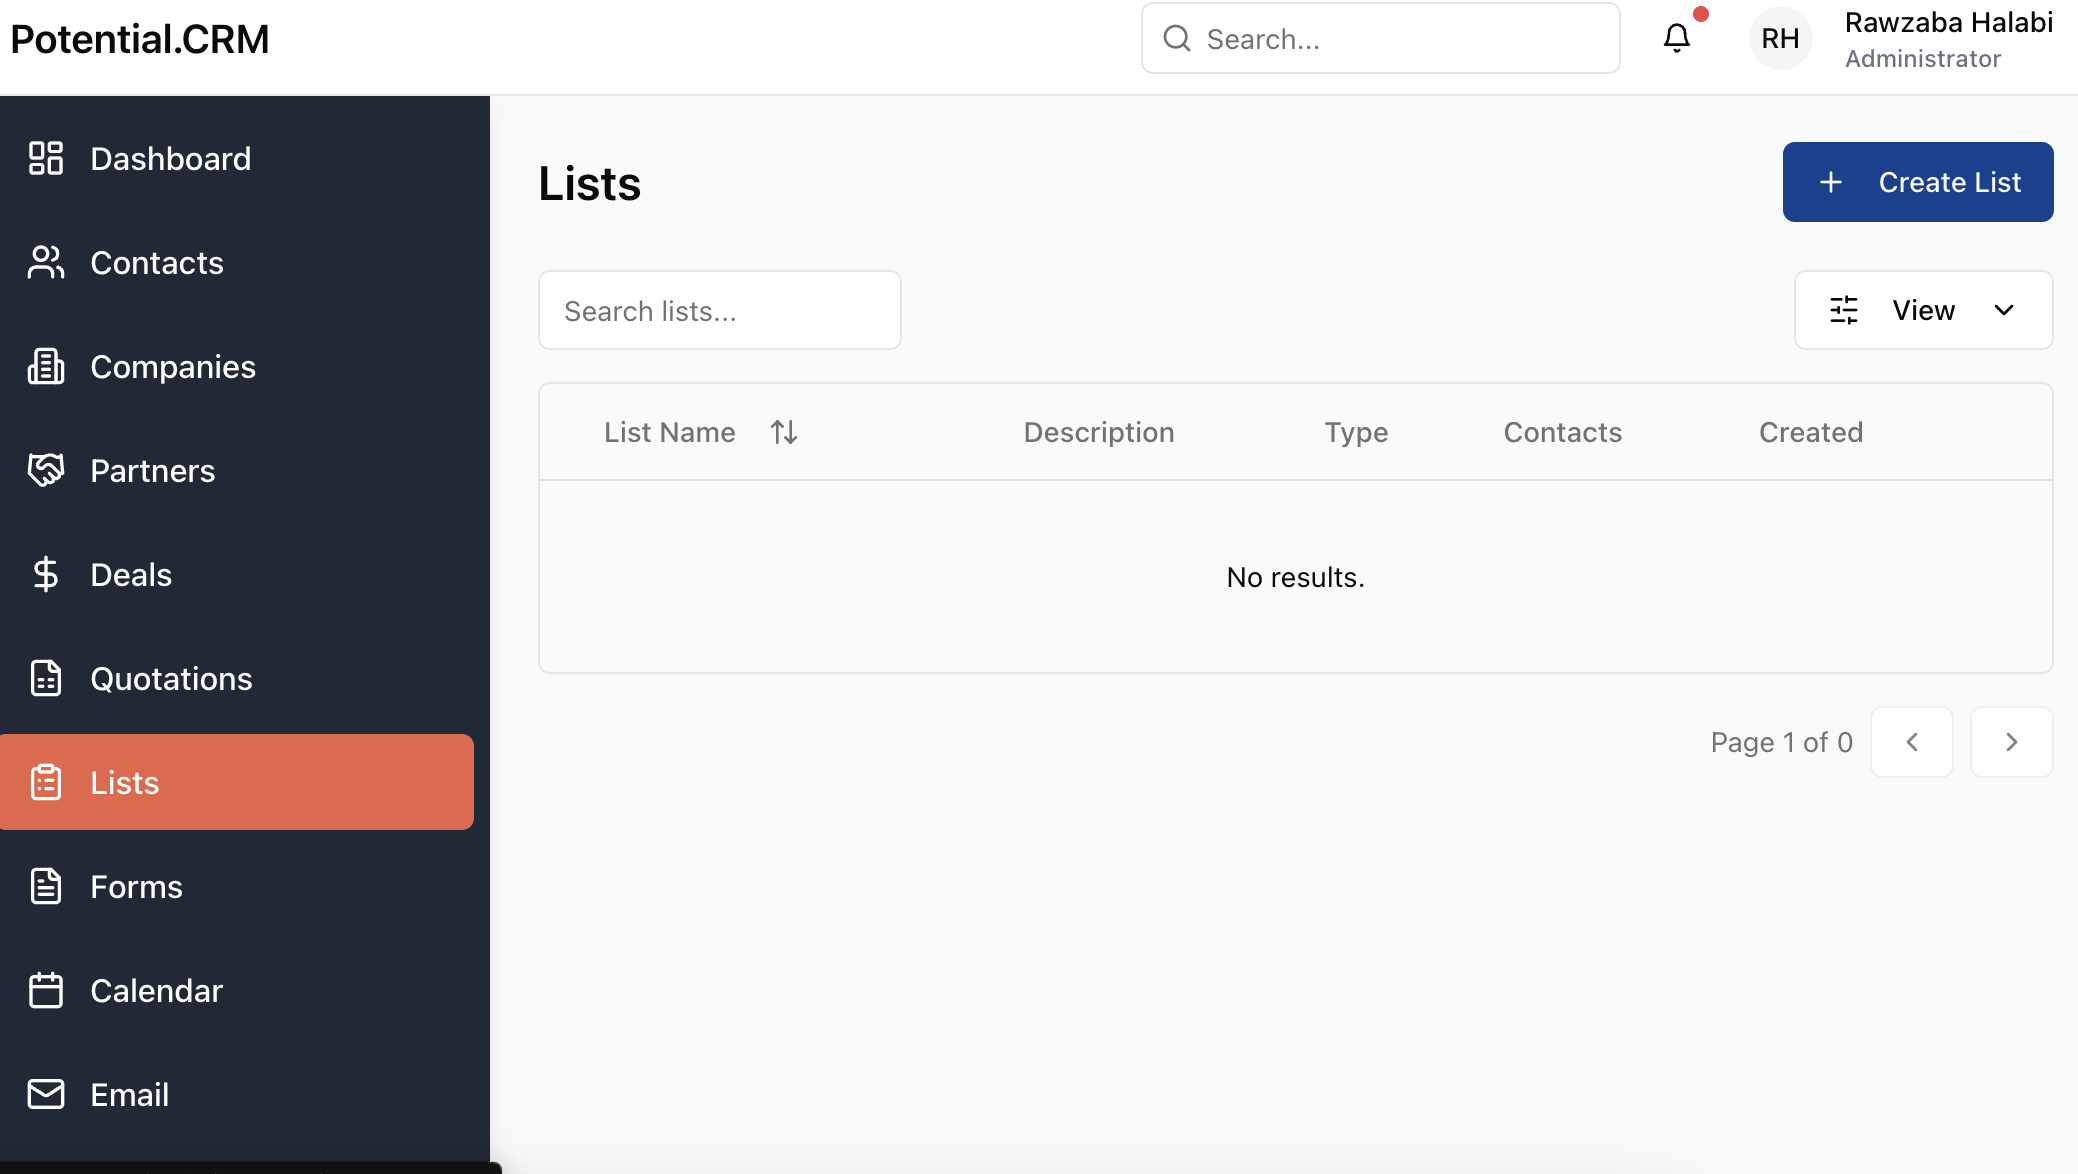 Potential.CRM
Search...
RH
Rawzaba Halabi
Administrator
Dashboard
Contacts
Companies
Partners
Deals
Quotations
Lists
Forms
Calendar
Email
Lists
+ Create List
Search lists...
View
List Name
Description
Type
Contacts
Created
No results.
Page 1 of 0